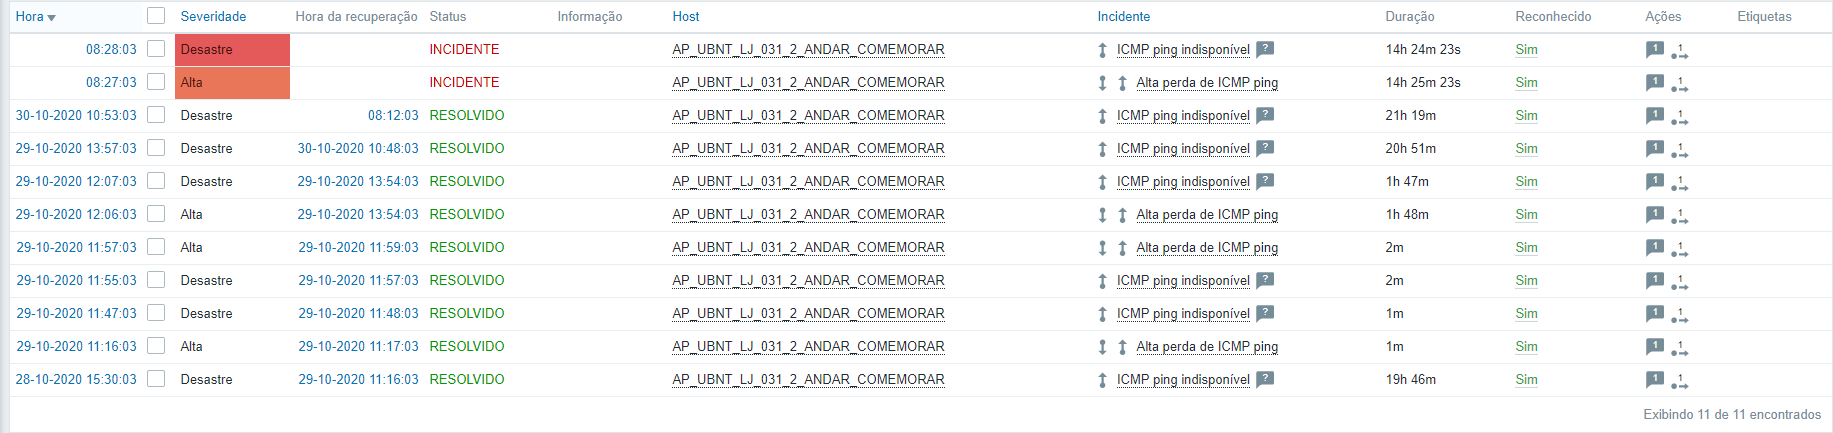 Hora Severidade Hora da recuperação Status Informação Host Incidente Duração Reconhecido Ações Etiquetas
08:28:03 Desastre INCIDENTE AP_UBNT_LJ_031_2_ANDAR_COMEMORAR ICMP ping indisponível ? 14h 24m 23s Sim 1 1
08:27:03 Alta INCIDENTE AP_UBNT_LJ_031_2_ANDAR_COMEMORAR Alta perda de ICMP ping 14h 25m 23s Sim 1 1
30-10-2020 10:53:03 Desastre 08:12:03 RESOLVIDO AP_UBNT_LJ_031_2_ANDAR_COMEMORAR ICMP ping indisponível ? 21h 19m Sim 1 1
29-10-2020 13:57:03 Desastre 30-10-2020 10:48:03 RESOLVIDO AP_UBNT_LJ_031_2_ANDAR_COMEMORAR ICMP ping indisponível ? 20h 51m Sim 1 1
29-10-2020 12:07:03 Desastre 29-10-2020 13:54:03 RESOLVIDO AP_UBNT_LJ_031_2_ANDAR_COMEMORAR ICMP ping indisponível ? 1h 47m Sim 1 1
29-10-2020 12:06:03 Alta 29-10-2020 13:54:03 RESOLVIDO AP_UBNT_LJ_031_2_ANDAR_COMEMORAR Alta perda de ICMP ping 1h 48m Sim 1 1
29-10-2020 11:57:03 Alta 29-10-2020 11:59:03 RESOLVIDO AP_UBNT_LJ_031_2_ANDAR_COMEMORAR Alta perda de ICMP ping 2m Sim 1 1
29-10-2020 11:55:03 Desastre 29-10-2020 11:57:03 RESOLVIDO AP_UBNT_LJ_031_2_ANDAR_COMEMORAR ICMP ping indisponível ? 2m Sim 1 1
29-10-2020 11:47:03 Desastre 29-10-2020 11:48:03 RESOLVIDO AP_UBNT_LJ_031_2_ANDAR_COMEMORAR ICMP ping indisponível ? 1m Sim 1 1
29-10-2020 11:16:03 Alta 29-10-2020 11:17:03 RESOLVIDO AP_UBNT_LJ_031_2_ANDAR_COMEMORAR Alta perda de ICMP ping 1m Sim 1 1
28-10-2020 15:30:03 Desastre 29-10-2020 11:16:03 RESOLVIDO AP_UBNT_LJ_031_2_ANDAR_COMEMORAR ICMP ping indisponível ? 19h 46m Sim 1 1
Exibindo 11 de 11 encontrados